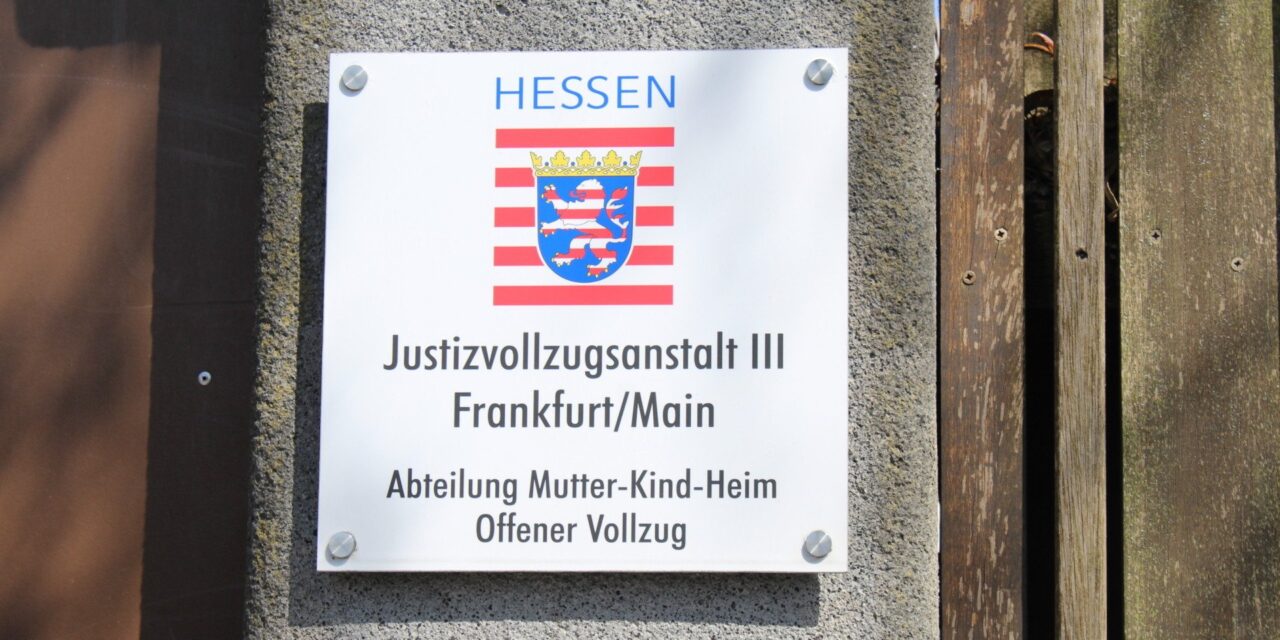 HESSEN
Justizvollzugsanstalt III
Frankfurt/Main
Abteilung Mutter-Kind-Heim
Offener Vollzug